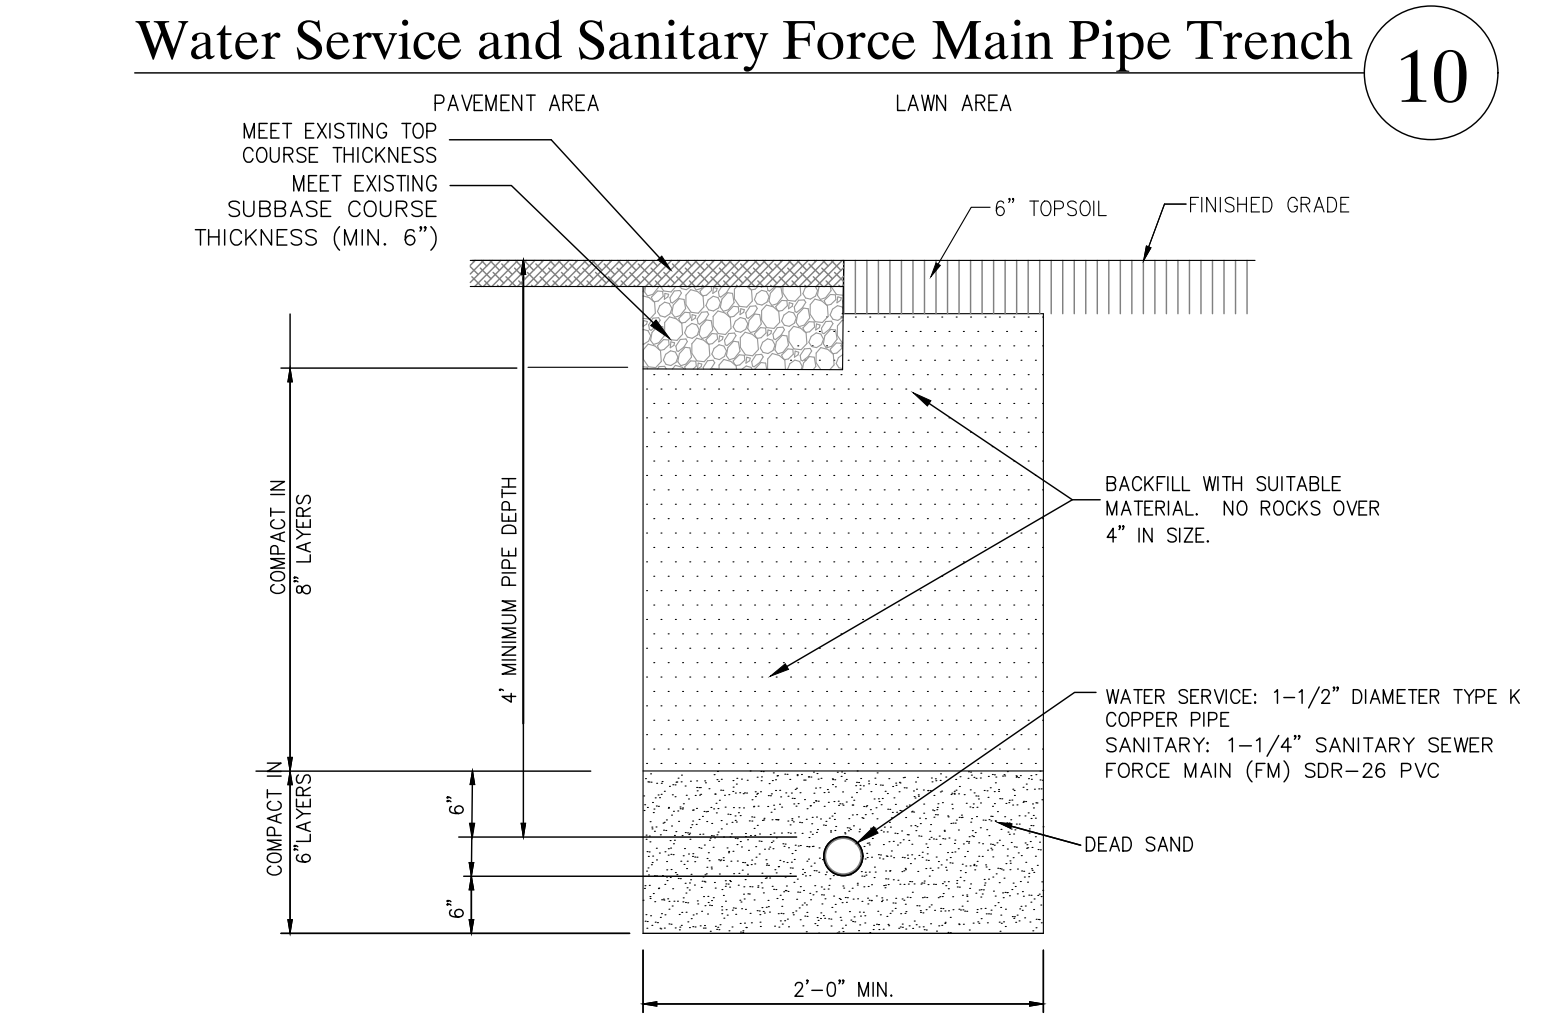 Water Service and Sanitary Force Main Pipe Trench
10
PAVEMENT AREA
LAWN AREA
MEET EXISTING TOP
COURSE THICKNESS
MEET EXISTING
SUBBASE COURSE
THICKNESS (MIN. 6")
6" TOPSOIL
FINISHED GRADE
COMPACT IN
8" LAYERS
4' MINIMUM PIPE DEPTH
BACKFILL WITH SUITABLE
MATERIAL. NO ROCKS OVER
4" IN SIZE.
WATER SERVICE: 1-1/2" DIAMETER TYPE K
COPPER PIPE
SANITARY: 1-1/4" SANITARY SEWER
FORCE MAIN (FM) SDR-26 PVC
COMPACT IN
6"LAYERS
6"
6"
DEAD SAND
2'-0" MIN.